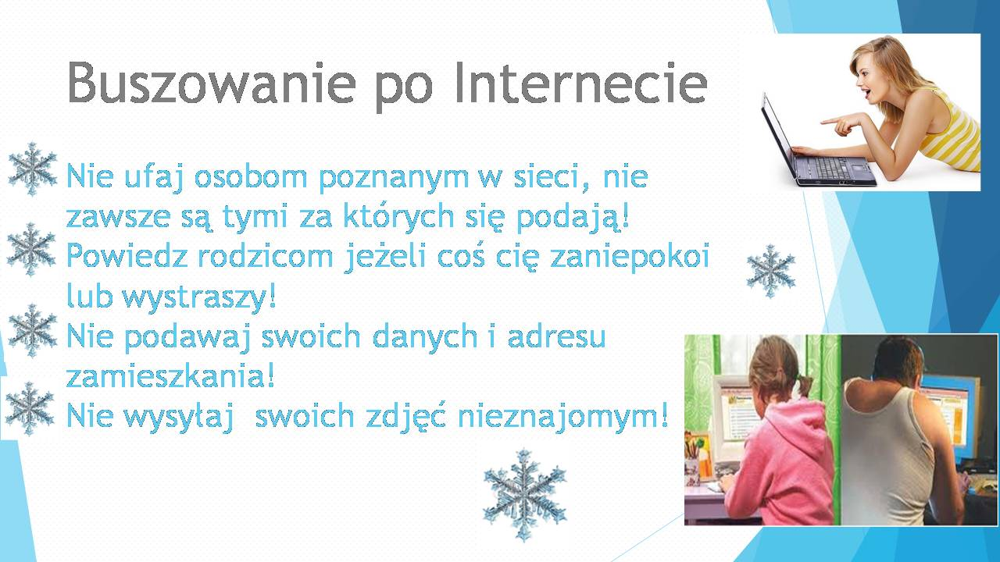 Buszowanie po Internecie
Nie ufaj osobom poznanym w sieci, nie
zawsze są tymi za których się podają!
Powiedz rodzicom jeżeli coś cię zaniepokoi
lub wystraszy!
Nie podawaj swoich danych i adresu
zamieszkania!
Nie wysyłaj  swoich zdjęć nieznajomym!